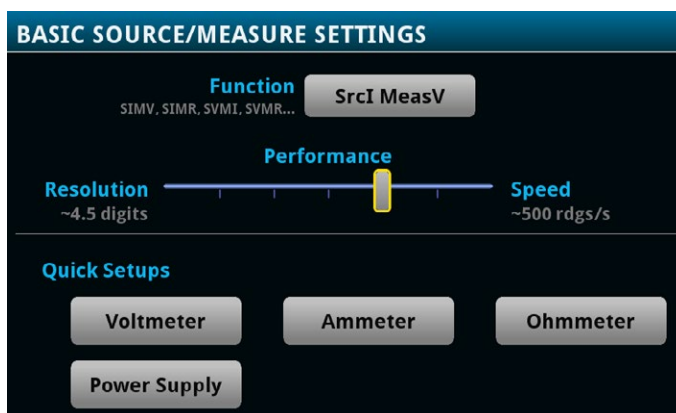 BASIC SOURCE/MEASURE SETTINGS
Function
SIMV, SIMR, SVMI, SVMR...
SrcI MeasV
Performance
Resolution
~4.5 digits
Speed
~500 rdgs/s
Quick Setups
Voltmeter
Ammeter
Ohmmeter
Power Supply